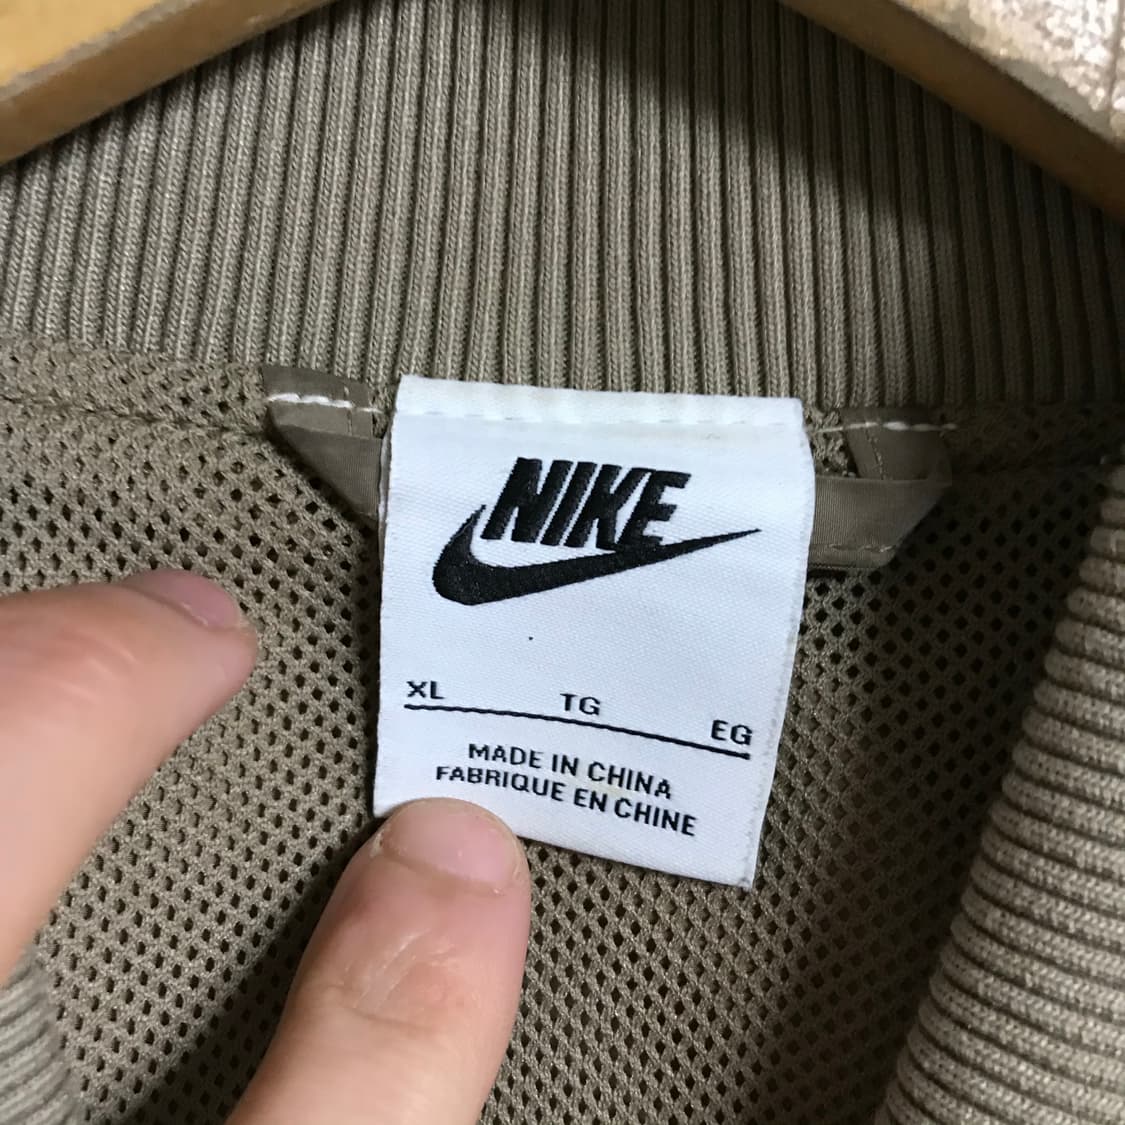 NIKE
XL TG EG
MADE IN CHINA
FABRIQUE EN CHINE